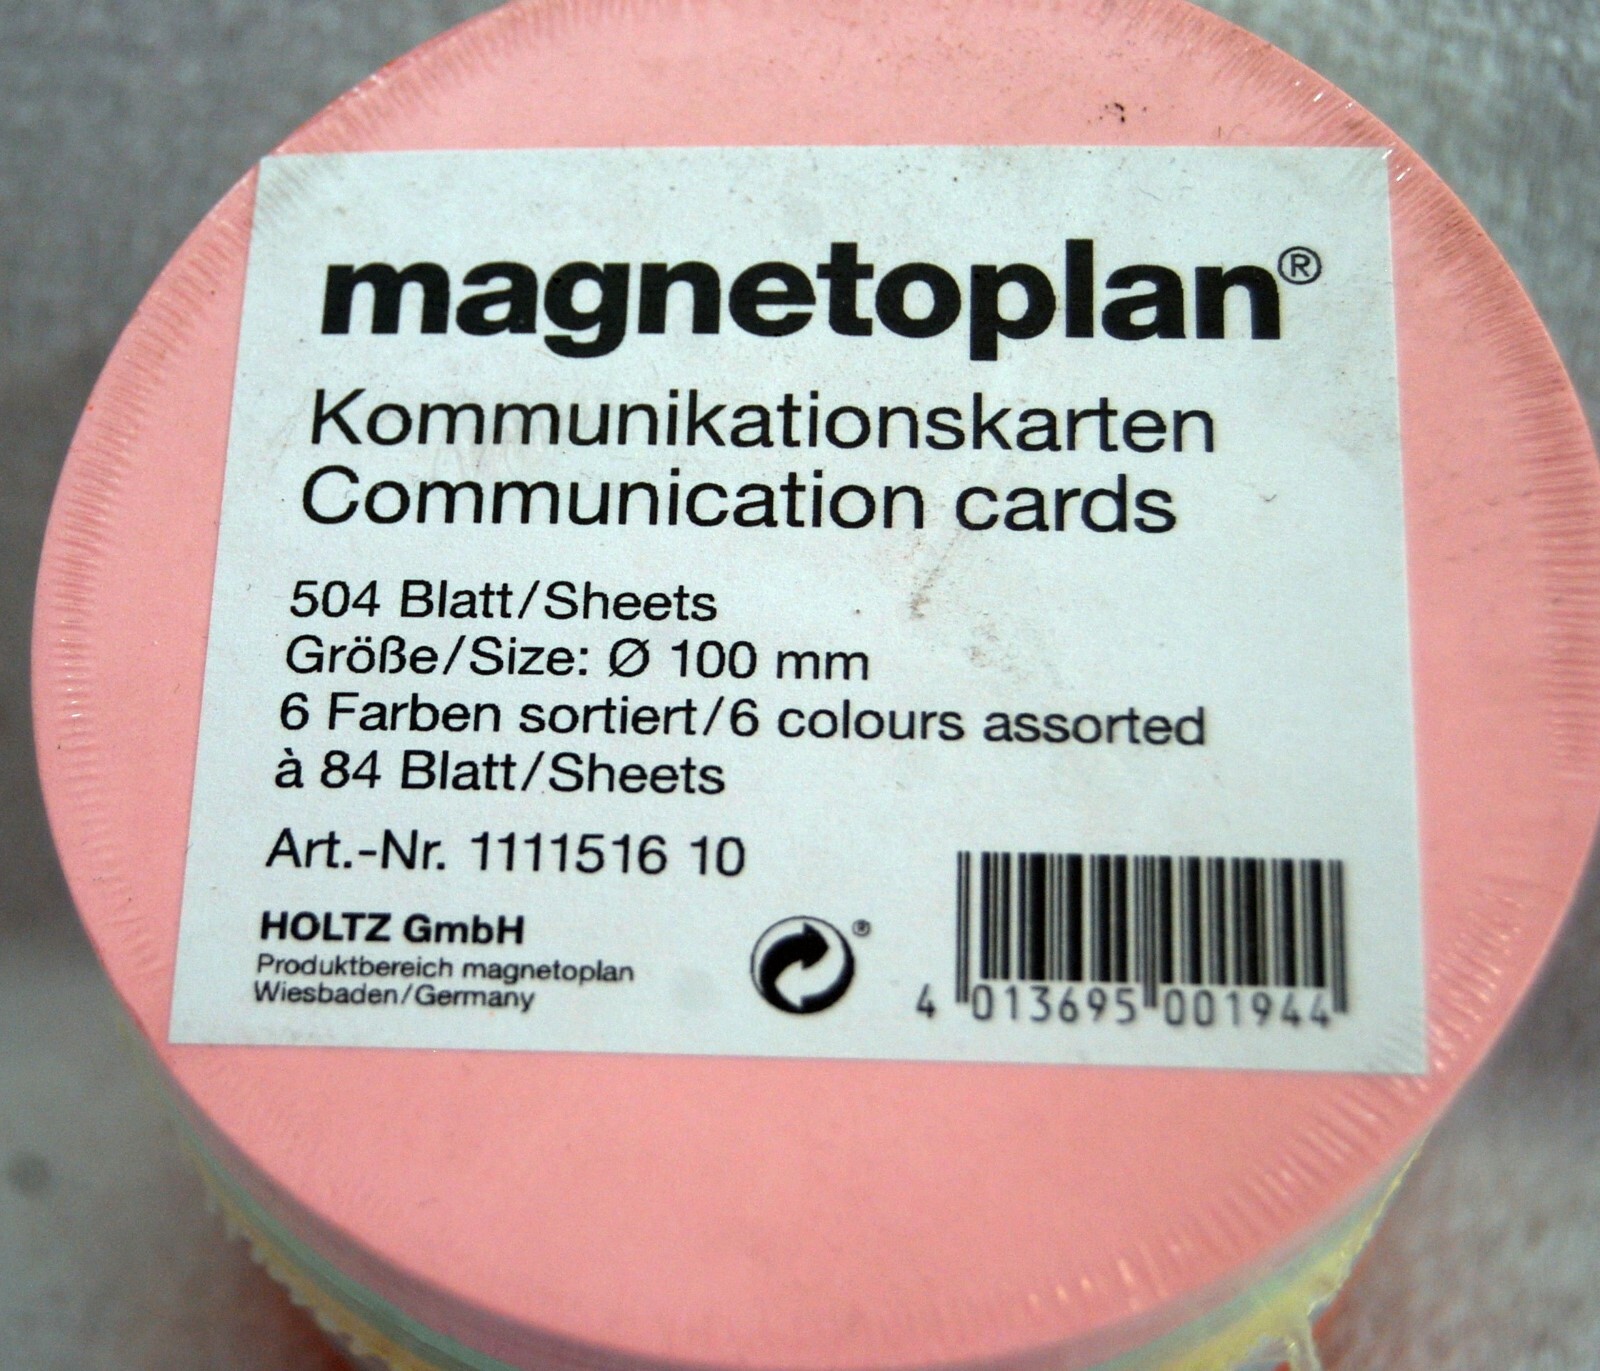 magnetoplan®
Kommunikationskarten
Communication cards
504 Blatt/Sheets
Größe/Size: Ø 100 mm
6 Farben sortiert/6 colours assorted
à 84 Blatt/Sheets
Art.-Nr. 1111516 10
HOLTZ GmbH
Produktbereich magnetoplan
Wiesbaden/Germany
®
4 013695 001944